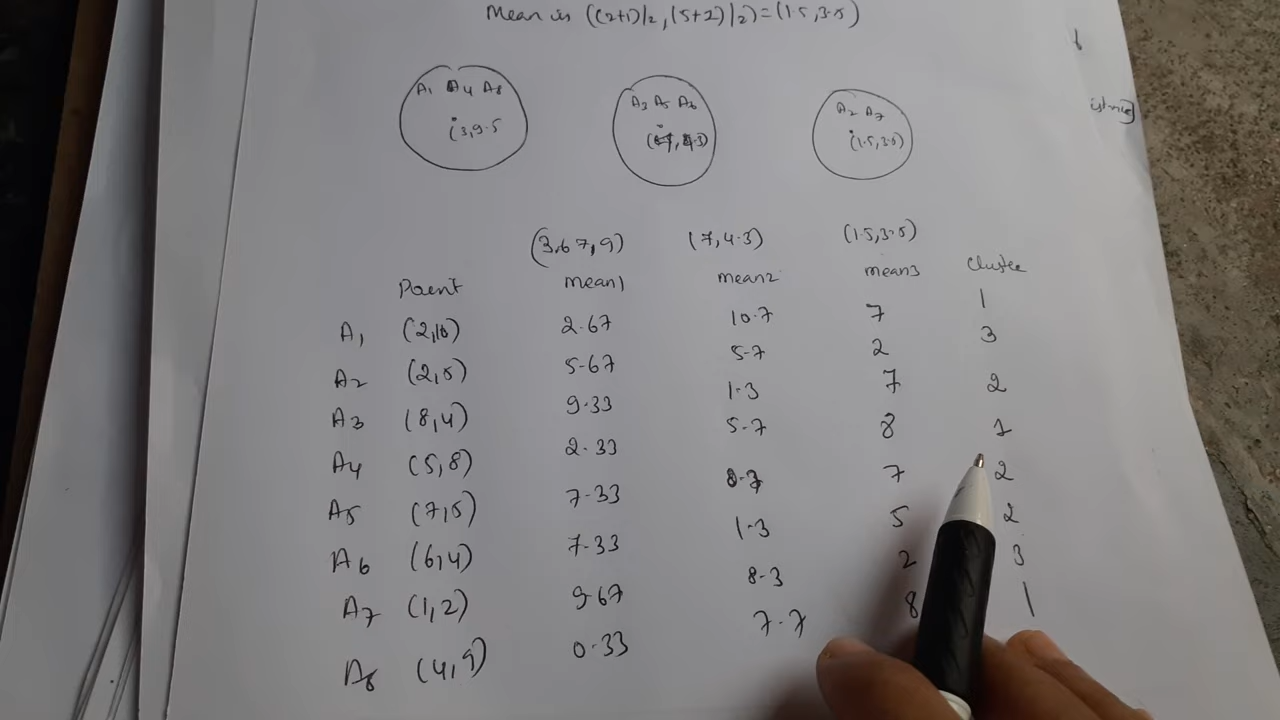 Mean is ((2+1)/2, (5+2)/2) = (1.5, 3.5)
A1 A4 A8
(3,9.5
A3 A5 A6
A2 A7
(1.5,3.5)
(3.67,9) (7,4.3) (1.5,3.5)
Point mean1 mean2 mean3 Cluster
A1 (2,10) 2.67 10.7 7 1
A2 (2,5) 5.67 5.7 2 3
A3 (8,4) 9.33 1.3 7 2
A4 (5,8) 2.33 5.7 8 1
A5 (7,5) 7.33 7 2
A6 (6,4) 7.33 1.3 5 2
A7 (1,2) 9.67 8.3 2 3
A8 (4,9) 0.33 7.7 8 1